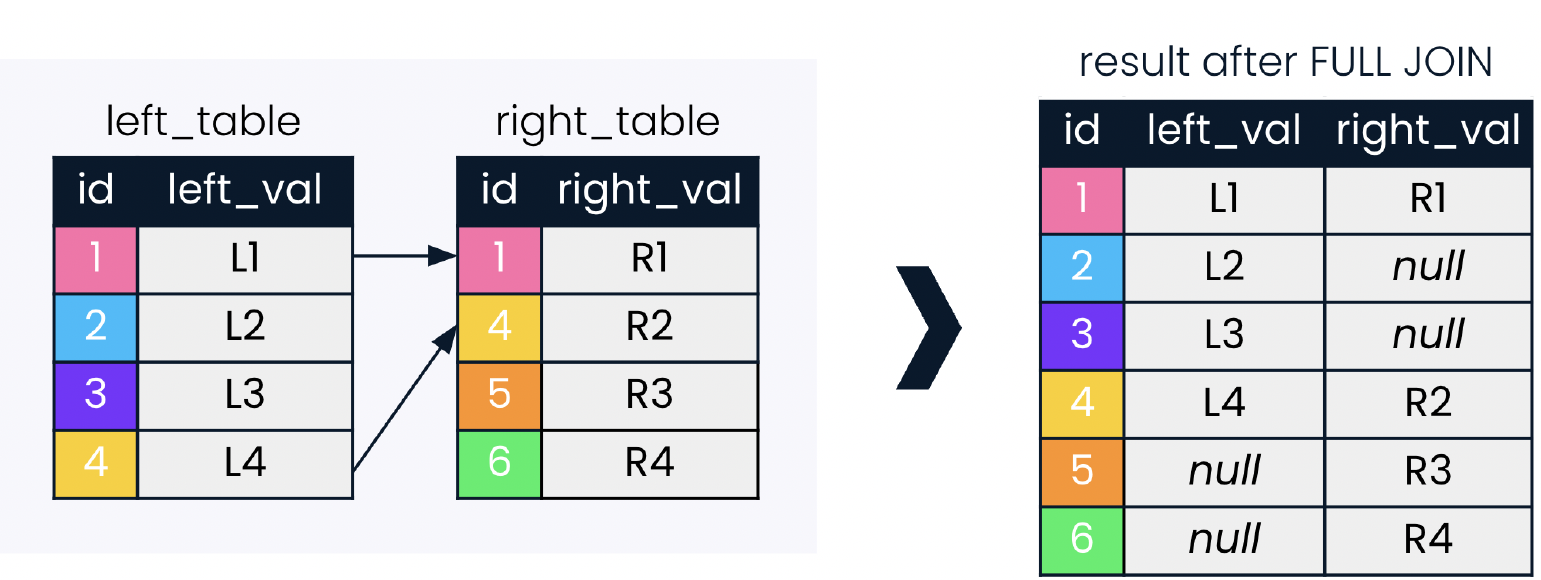 result after FULL JOIN
left_table
right_table
id left_val
id right_val
id left_val right_val
1 L1
1 R1
1 L1 R1
2 L2
4 R2
2 L2 null
3 L3
5 R3
3 L3 null
4 L4
6 R4
4 L4 R2
5 null R3
6 null R4